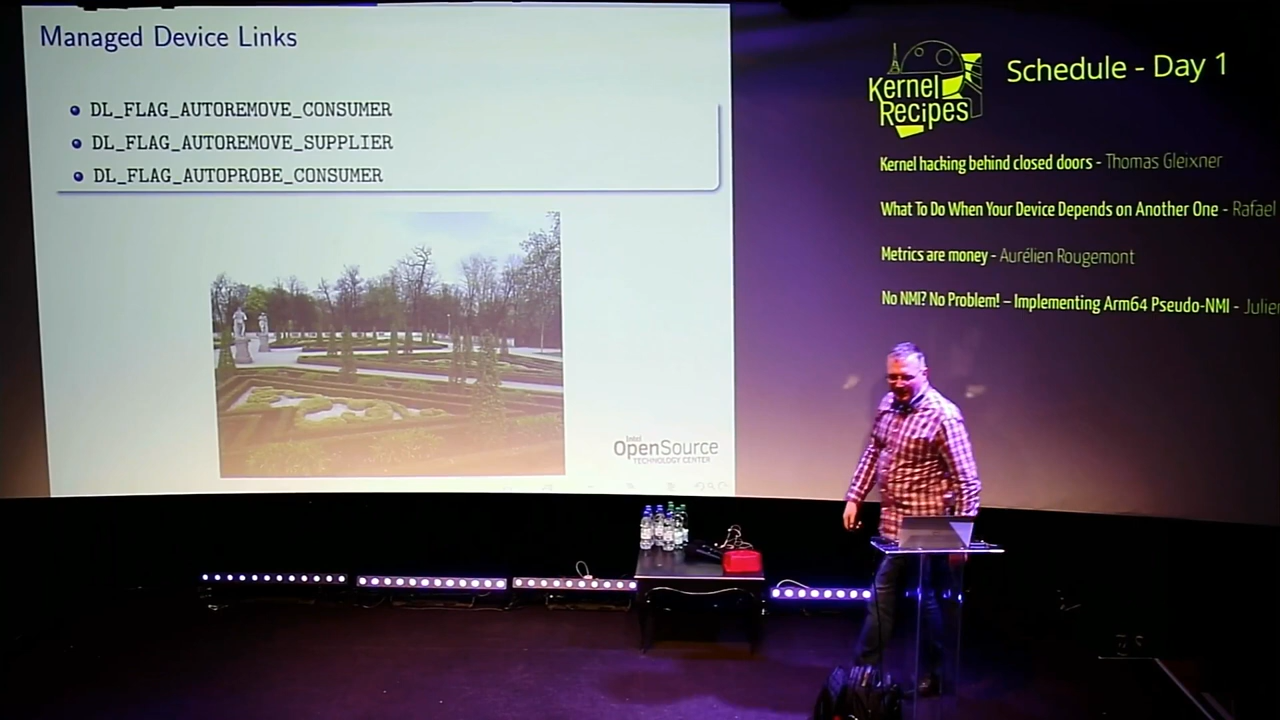 Managed Device Links
DL_FLAG_AUTOREMOVE_CONSUMER
DL_FLAG_AUTOREMOVE_SUPPLIER
DL_FLAG_AUTOPROBE_CONSUMER
Intel
OpenSource
TECHNOLOGY CENTER
Kernel
Recipes
Schedule - Day 1
Kernel hacking behind closed doors - Thomas Gleixner
What To Do When Your Device Depends on Another One - Rafael
Metrics are money - Aurélien Rougemont
No NMI? No Problem! – Implementing Arm64 Pseudo-NMI - Julien